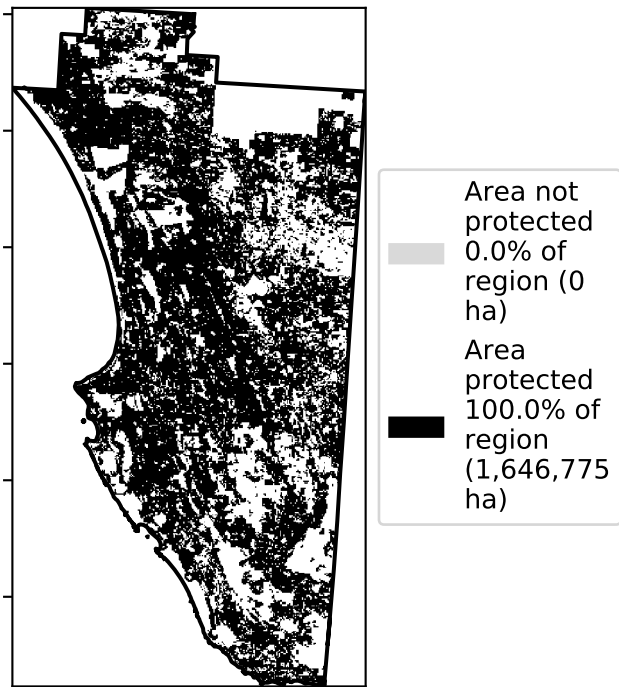 Area not
protected
0.0% of
region (0
ha)
Area
protected
100.0% of
region
(1,646,775
ha)